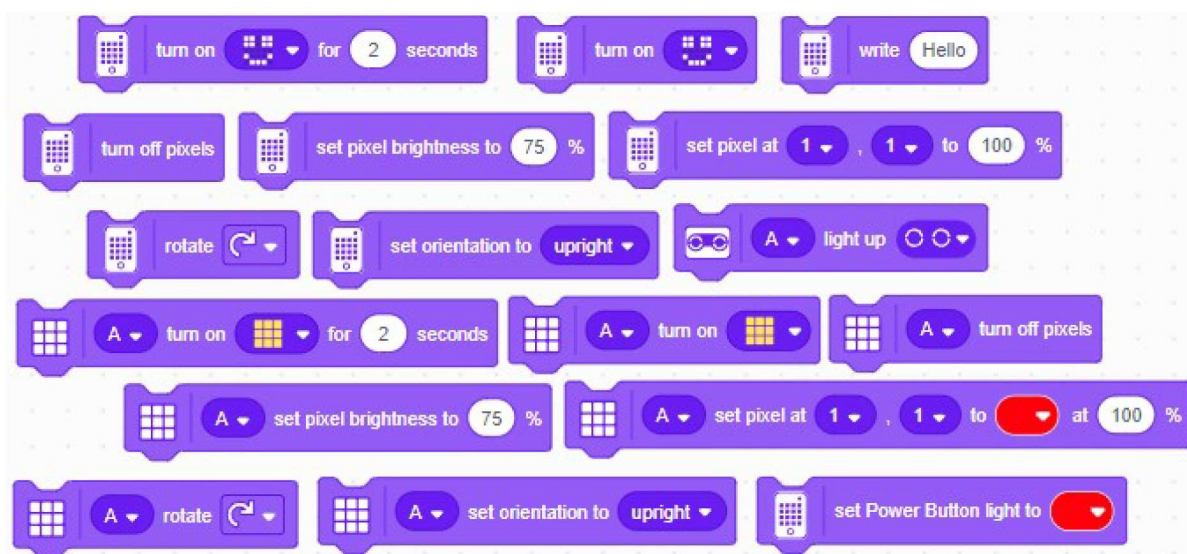 turn on for 2 seconds turn on write Hello
turn off pixels set pixel brightness to 75 % set pixel at 1 , 1 to 100 %
rotate set orientation to upright A light up
A turn on for 2 seconds A turn on A turn off pixels
A set pixel brightness to 75 % A set pixel at 1 , 1 to at 100 %
A rotate A set orientation to upright set Power Button light to